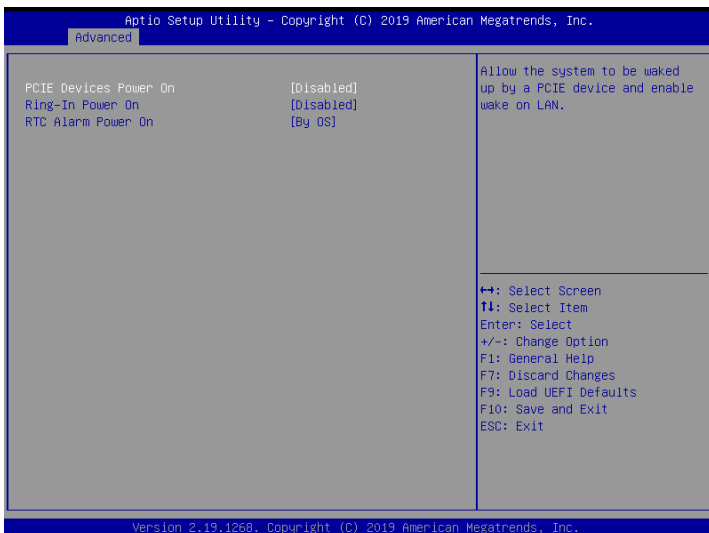 Aptio Setup Utility – Copyright (C) 2019 American Megatrends, Inc.
Advanced
PCIE Devices Power On [Disabled]
Ring-In Power On [Disabled]
RTC Alarm Power On [By OS]
Allow the system to be waked
up by a PCIE device and enable
wake on LAN.
↔: Select Screen
↑↓: Select Item
Enter: Select
+/-: Change Option
F1: General Help
F7: Discard Changes
F9: Load UEFI Defaults
F10: Save and Exit
ESC: Exit
Version 2.19.1268. Copyright (C) 2019 American Megatrends, Inc.